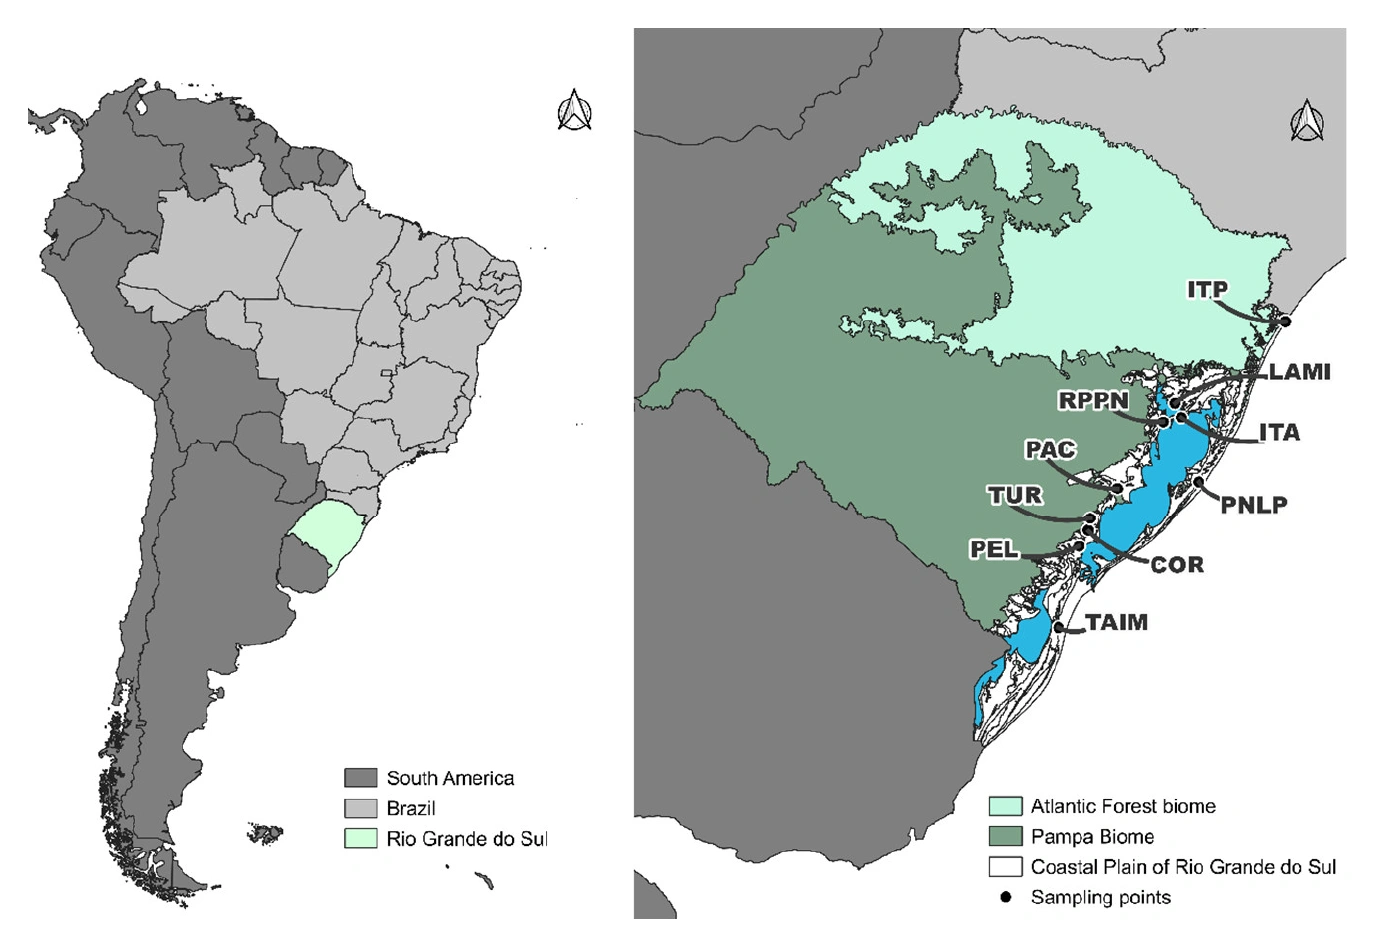 South America
Brazil
Rio Grande do Sul
ITP
LAMI
RPPN
ITA
PAC
TUR
PNLP
PEL
COR
TAIM
Atlantic Forest biome
Pampa Biome
Coastal Plain of Rio Grande do Sul
Sampling points